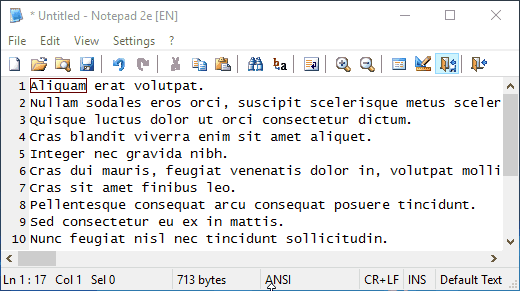 * Untitled - Notepad 2e [EN]
File Edit View Settings ?
1 Aliquam erat volutpat.
2 Nullam sodales eros orci, suscipit scelerisque metus sceler
3 Quisque luctus dolor ut orci consectetur dictum.
4 Cras blandit viverra enim sit amet aliquet.
5 Integer nec gravida nibh.
6 Cras dui mauris, feugiat venenatis dolor in, volutpat molli
7 Cras sit amet finibus leo.
8 Pellentesque consequat arcu consequat posuere tincidunt.
9 Sed consectetur eu ex in mattis.
10 Nunc feugiat nisl nec tincidunt sollicitudin.
Ln 1 : 17 Col 1 Sel 0 713 bytes ANSI CR+LF INS Default Text